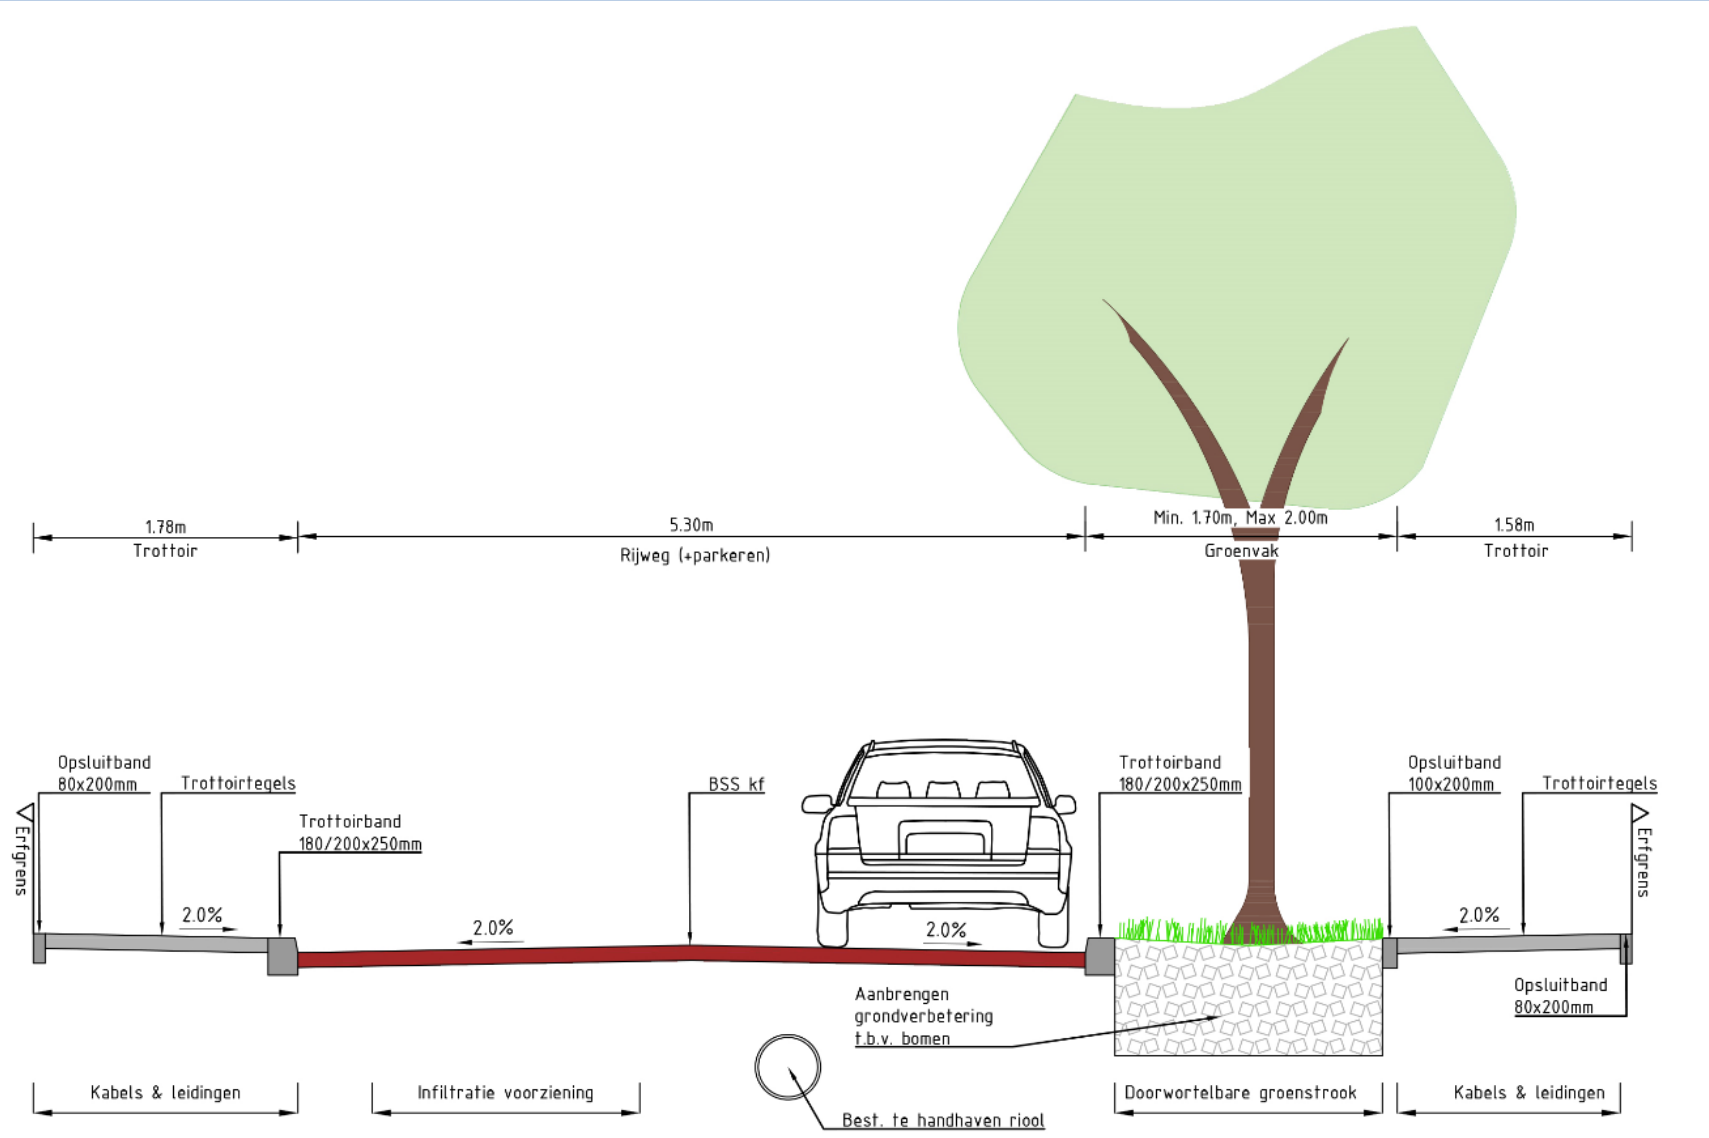 1.78m
Trottoir
5.30m
Rijweg (+parkeren)
Min. 1.70m, Max 2.00m
Groenvak
1.58m
Trottoir
Opsluitband
80x200mm
Trottoirtegels
Trottoirband
180/200x250mm
BSS kf
Trottoirband
180/200x250mm
Opsluitband
100x200mm
Trottoirtegels
Erfgrens
Erfgrens
2.0%
2.0%
2.0%
2.0%
Opsluitband
80x200mm
Aanbrengen
grondverbetering
t.b.v. bomen
Kabels & leidingen
Infiltratie voorziening
Best. te handhaven riool
Doorwortelbare groenstrook
Kabels & leidingen